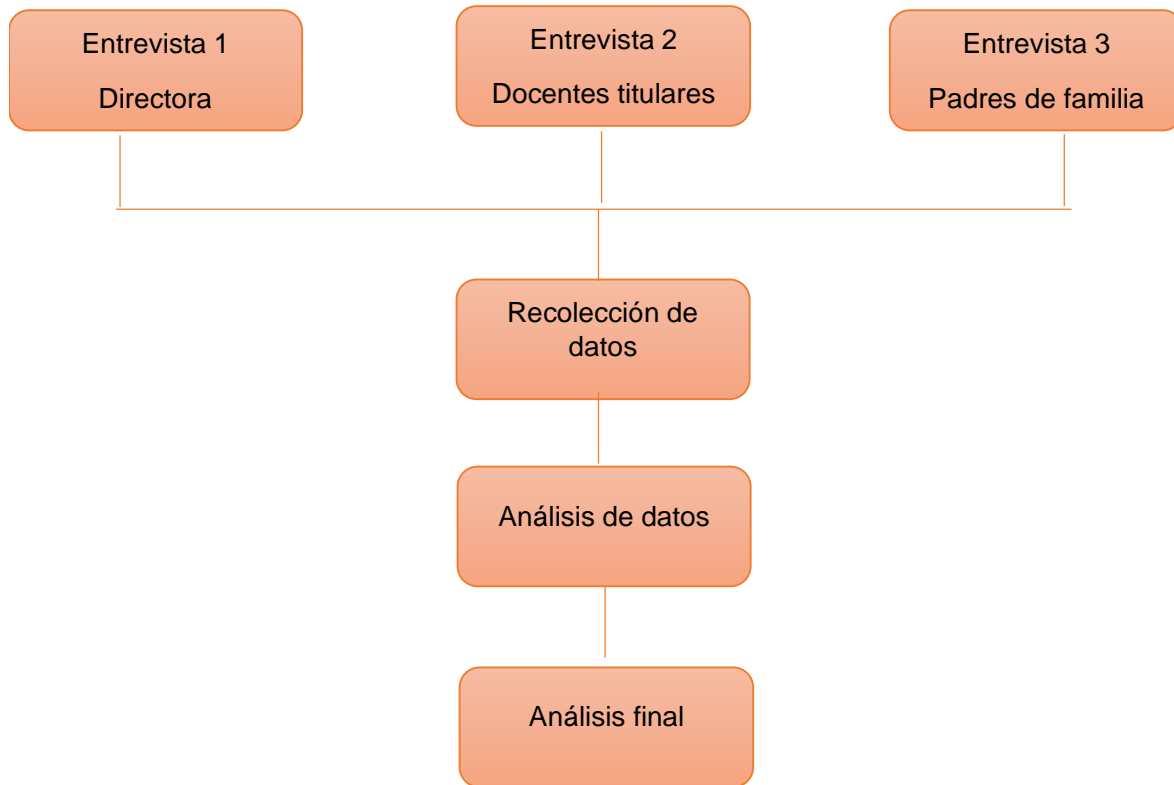 Entrevista 1
Directora
Entrevista 2
Docentes titulares
Entrevista 3
Padres de familia
Recolección de
datos
Análisis de datos
Análisis final